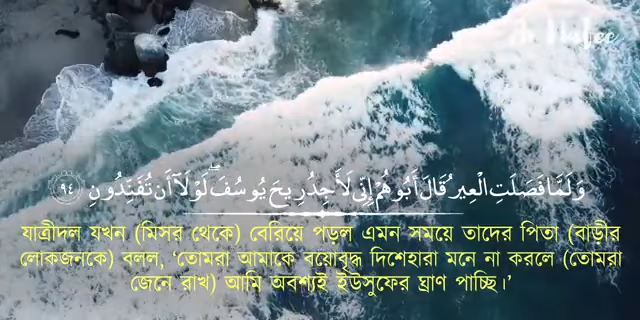 وَلَمَّا فَصَلَتِ الْعِيرُ قَالَ أَبُوهُمْ إِنِّي لَأَجِدُ رِيحَ يُوسُفَ ۖ لَوْلَا أَن تُفَنِّدُونِ ٩٤
যাত্রীদল যখন (মিসর থেকে) বেরিয়ে পড়ল এমন সময়ে তাদের পিতা (বাড়ীর
লোকজনকে) বলল, ‘তোমরা আমাকে বয়োবৃদ্ধ দিশেহারা মনে না করলে (তোমরা
জেনে রাখ) আমি অবশ্যই ইউসুফের ঘ্রাণ পাচ্ছি।’